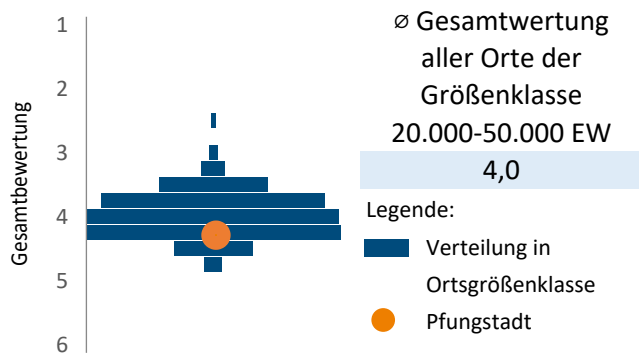 1
2
3
4
5
6
Gesamtbewertung
∅ Gesamtwertung
aller Orte der
Größenklasse
20.000-50.000 EW
4,0
Legende:
Verteilung in
Ortsgrößenklasse
Pfungstadt